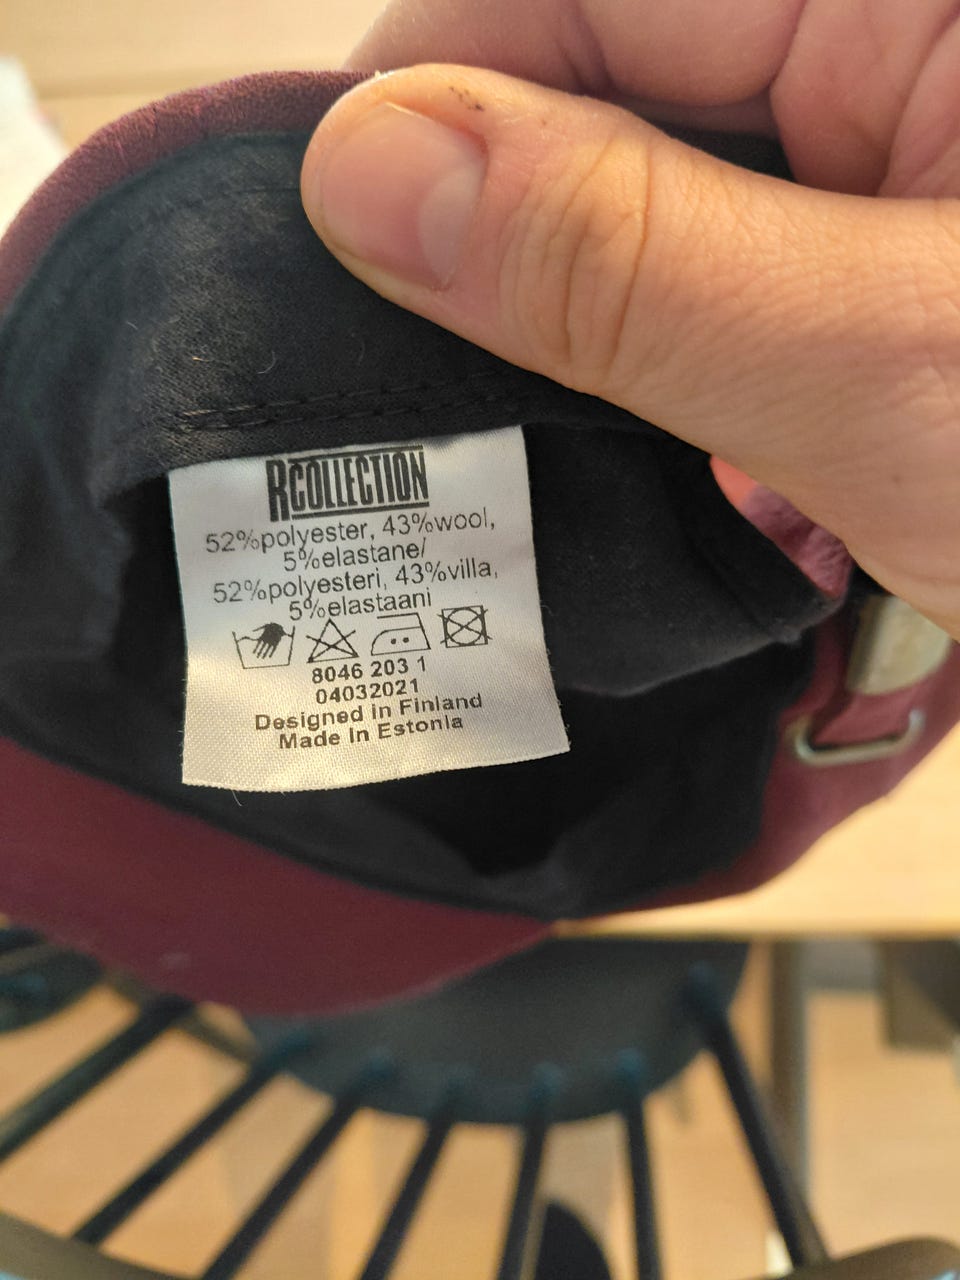 RCOLLECTION
52%polyester, 43%wool,
5%elastane/
52%polyesteri, 43%villa,
5%elastaani
8046 203 1
04032021
Designed in Finland
Made in Estonia